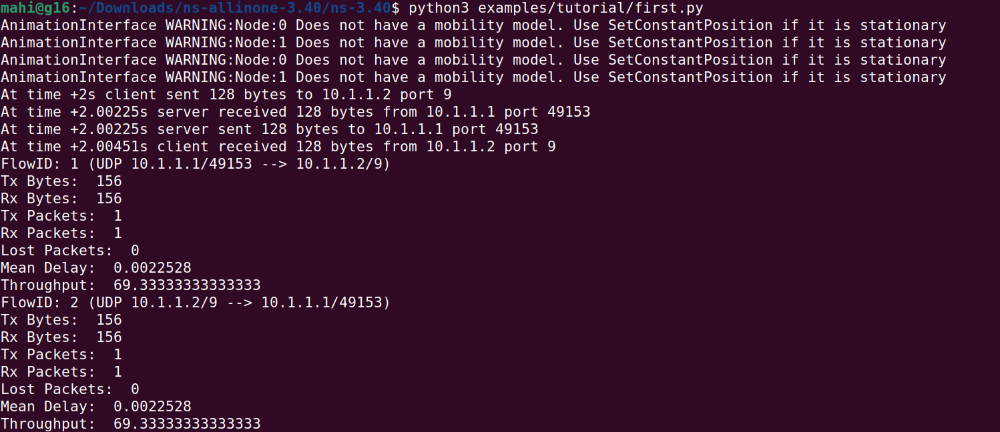 mahi@g16:~/Downloads/ns-allinone-3.40/ns-3.40$ python3 examples/tutorial/first.py
AnimationInterface WARNING:Node:0 Does not have a mobility model. Use SetConstantPosition if it is stationary
AnimationInterface WARNING:Node:1 Does not have a mobility model. Use SetConstantPosition if it is stationary
AnimationInterface WARNING:Node:0 Does not have a mobility model. Use SetConstantPosition if it is stationary
AnimationInterface WARNING:Node:1 Does not have a mobility model. Use SetConstantPosition if it is stationary
At time +2s client sent 128 bytes to 10.1.1.2 port 9
At time +2.00225s server received 128 bytes from 10.1.1.1 port 49153
At time +2.00225s server sent 128 bytes to 10.1.1.1 port 49153
At time +2.00451s client received 128 bytes from 10.1.1.2 port 9
FlowID: 1 (UDP 10.1.1.1/49153 --> 10.1.1.2/9)
Tx Bytes:  156
Rx Bytes:  156
Tx Packets:  1
Rx Packets:  1
Lost Packets:  0
Mean Delay:  0.0022528
Throughput:  69.33333333333333
FlowID: 2 (UDP 10.1.1.2/9 --> 10.1.1.1/49153)
Tx Bytes:  156
Rx Bytes:  156
Tx Packets:  1
Rx Packets:  1
Lost Packets:  0
Mean Delay:  0.0022528
Throughput:  69.33333333333333